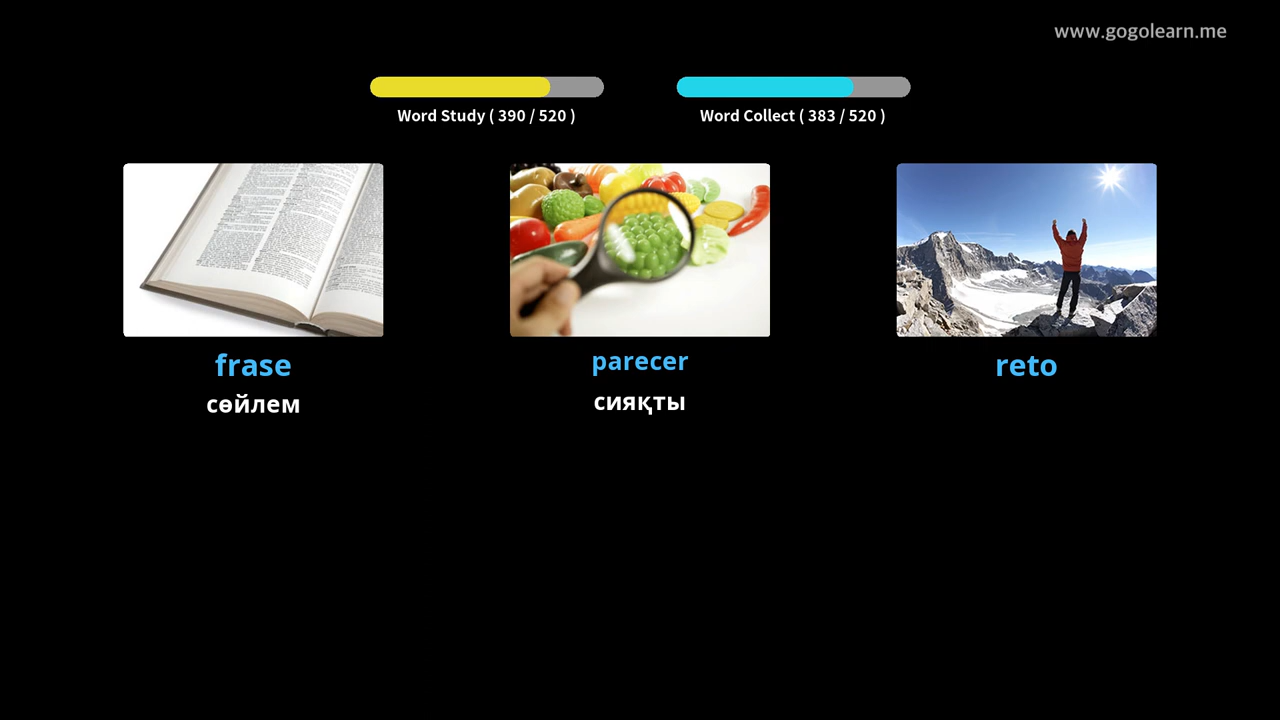 www.gogolearn.me
Word Study ( 390 / 520 )
Word Collect ( 383 / 520 )
frase
сөйлем
parecer
сияқты
reto